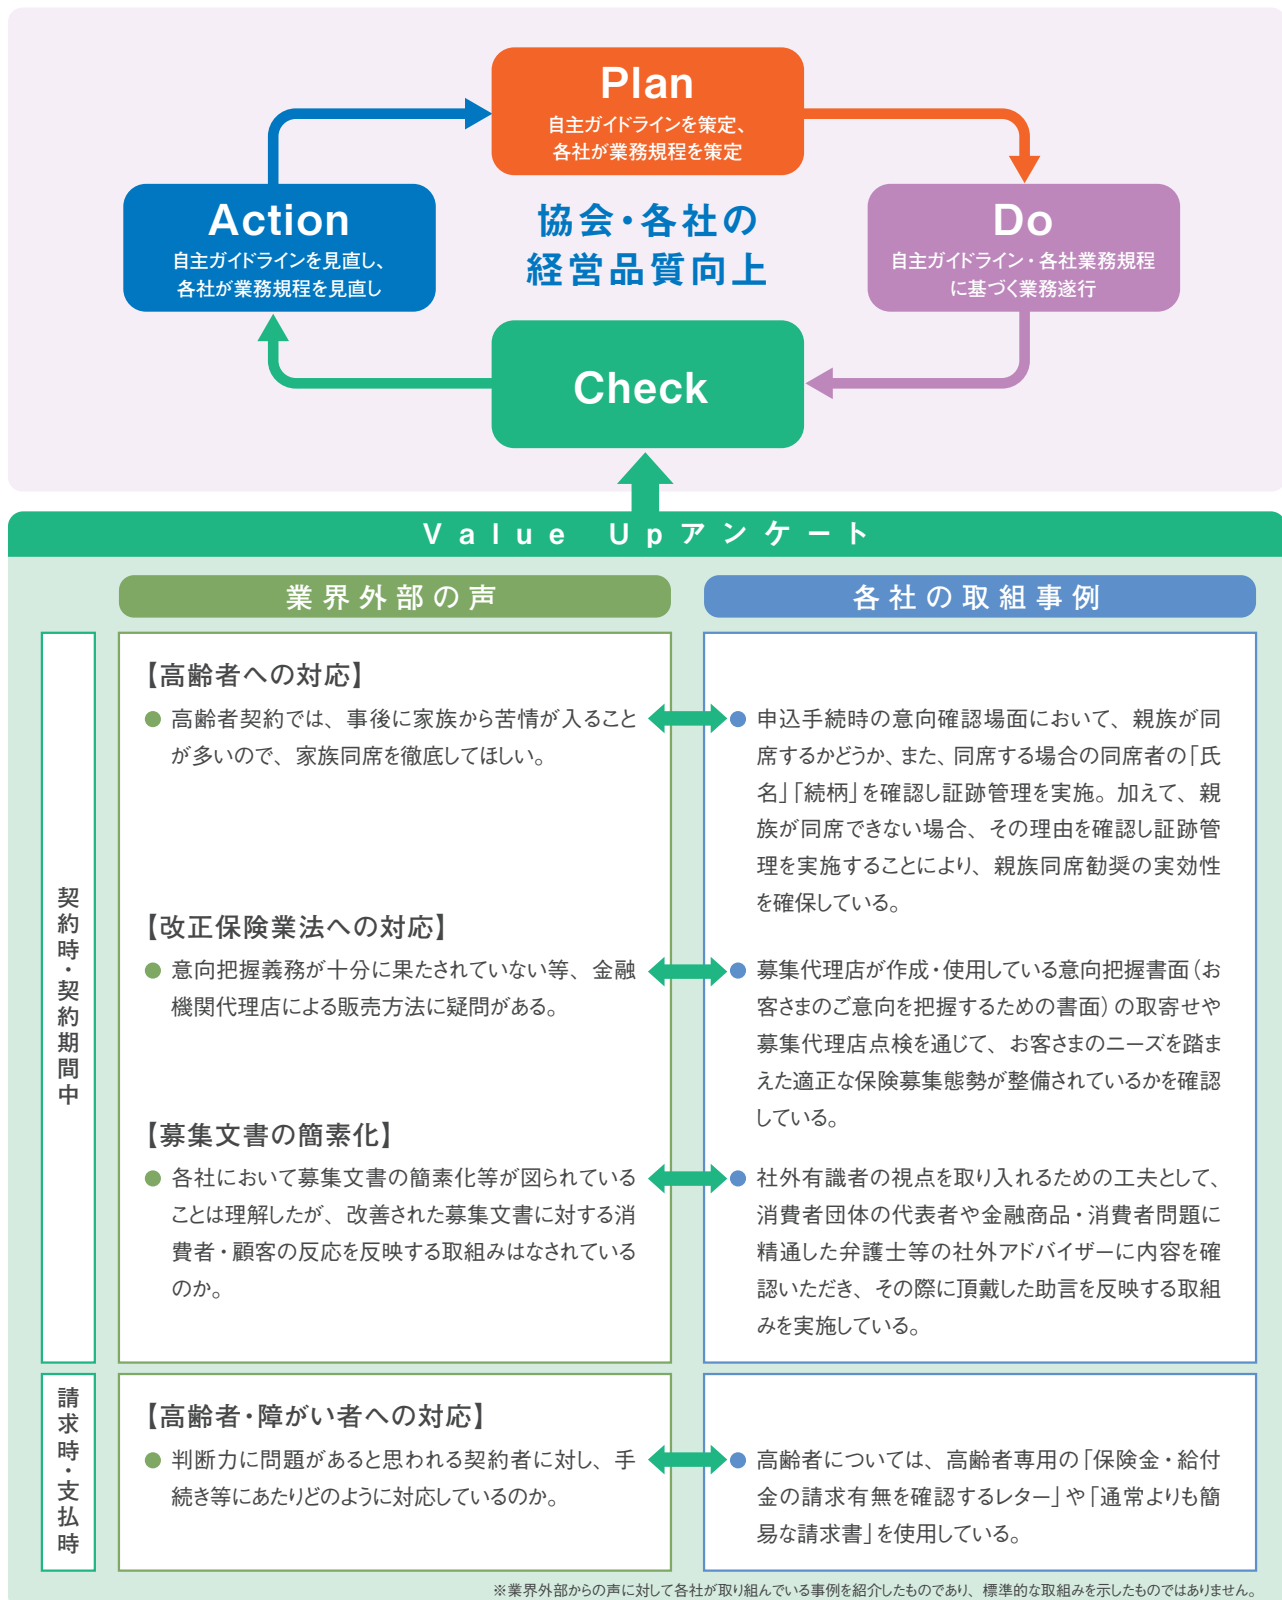 Plan
自主ガイドラインを策定、
各社が業務規程を策定
Action
自主ガイドラインを見直し、
各社が業務規程を見直し
協会・各社の
経営品質向上
Do
自主ガイドライン・各社業務規程
に基づく業務遂行
Check
Value Upアンケート
業界外部の声
各社の取組事例
契約時・契約期間中
【高齢者への対応】
●高齢者契約では、事後に家族から苦情が入ること
が多いので、家族同席を徹底してほしい。
●申込手続時の意向確認場面において、親族が同
席するかどうか、また、同席する場合の同席者の「氏
名」「続柄」を確認し証跡管理を実施。加えて、親
族が同席できない場合、その理由を確認し証跡管
理を実施することにより、親族同席勧奨の実効性
を確保している。
【改正保険業法への対応】
●意向把握義務が十分に果たされていない等、金融
機関代理店による販売方法に疑問がある。
●募集代理店が作成・使用している意向把握書面（お
客さまのご意向を把握するための書面）の取寄せや
募集代理店点検を通じて、お客さまのニーズを踏ま
えた適正な保険募集態勢が整備されているかを確認
している。
【募集文書の簡素化】
●各社において募集文書の簡素化等が図られている
ことは理解したが、改善された募集文書に対する消
費者・顧客の反応を反映する取組みはなされている
のか。
●社外有識者の視点を取り入れるための工夫として、
消費者団体の代表者や金融商品・消費者問題に
精通した弁護士等の社外アドバイザーに内容を確
認いただき、その際に頂戴した助言を反映する取組
みを実施している。
請求時・支払時
【高齢者・障がい者への対応】
●判断力に問題があると思われる契約者に対し、手
続き等にあたりどのように対応しているのか。
●高齢者については、高齢者専用の「保険金・給付
金の請求有無を確認するレター」や「通常よりも簡
易な請求書」を使用している。
※業界外部からの声に対して各社が取り組んでいる事例を紹介したものであり、標準的な取組みを示したものではありません。